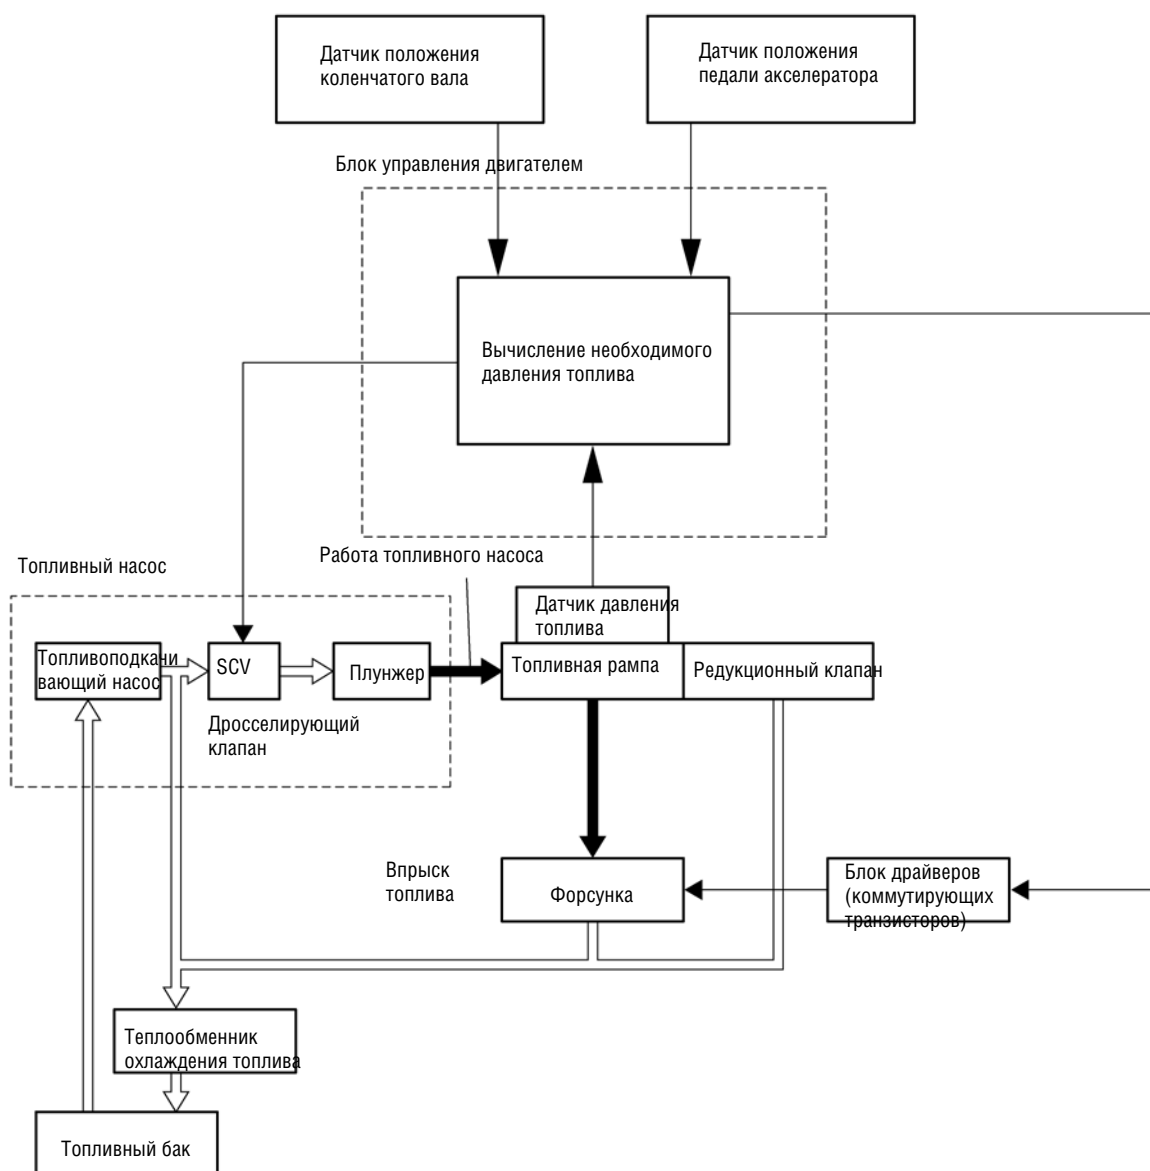 Датчик положения
коленчатого вала
Датчик положения
педали акселератора
Блок управления двигателем
Вычисление необходимого
давления топлива
Работа топливного насоса
Топливный насос
Датчик давления
топлива
Топливоподкачи
вающий насос
SCV
Плунжер
Топливная рампа
Редукционный клапан
Дросселирующий
клапан
Впрыск
топлива
Форсунка
Блок драйверов
(коммутирующих
транзисторов)
Теплообменник
охлаждения топлива
Топливный бак